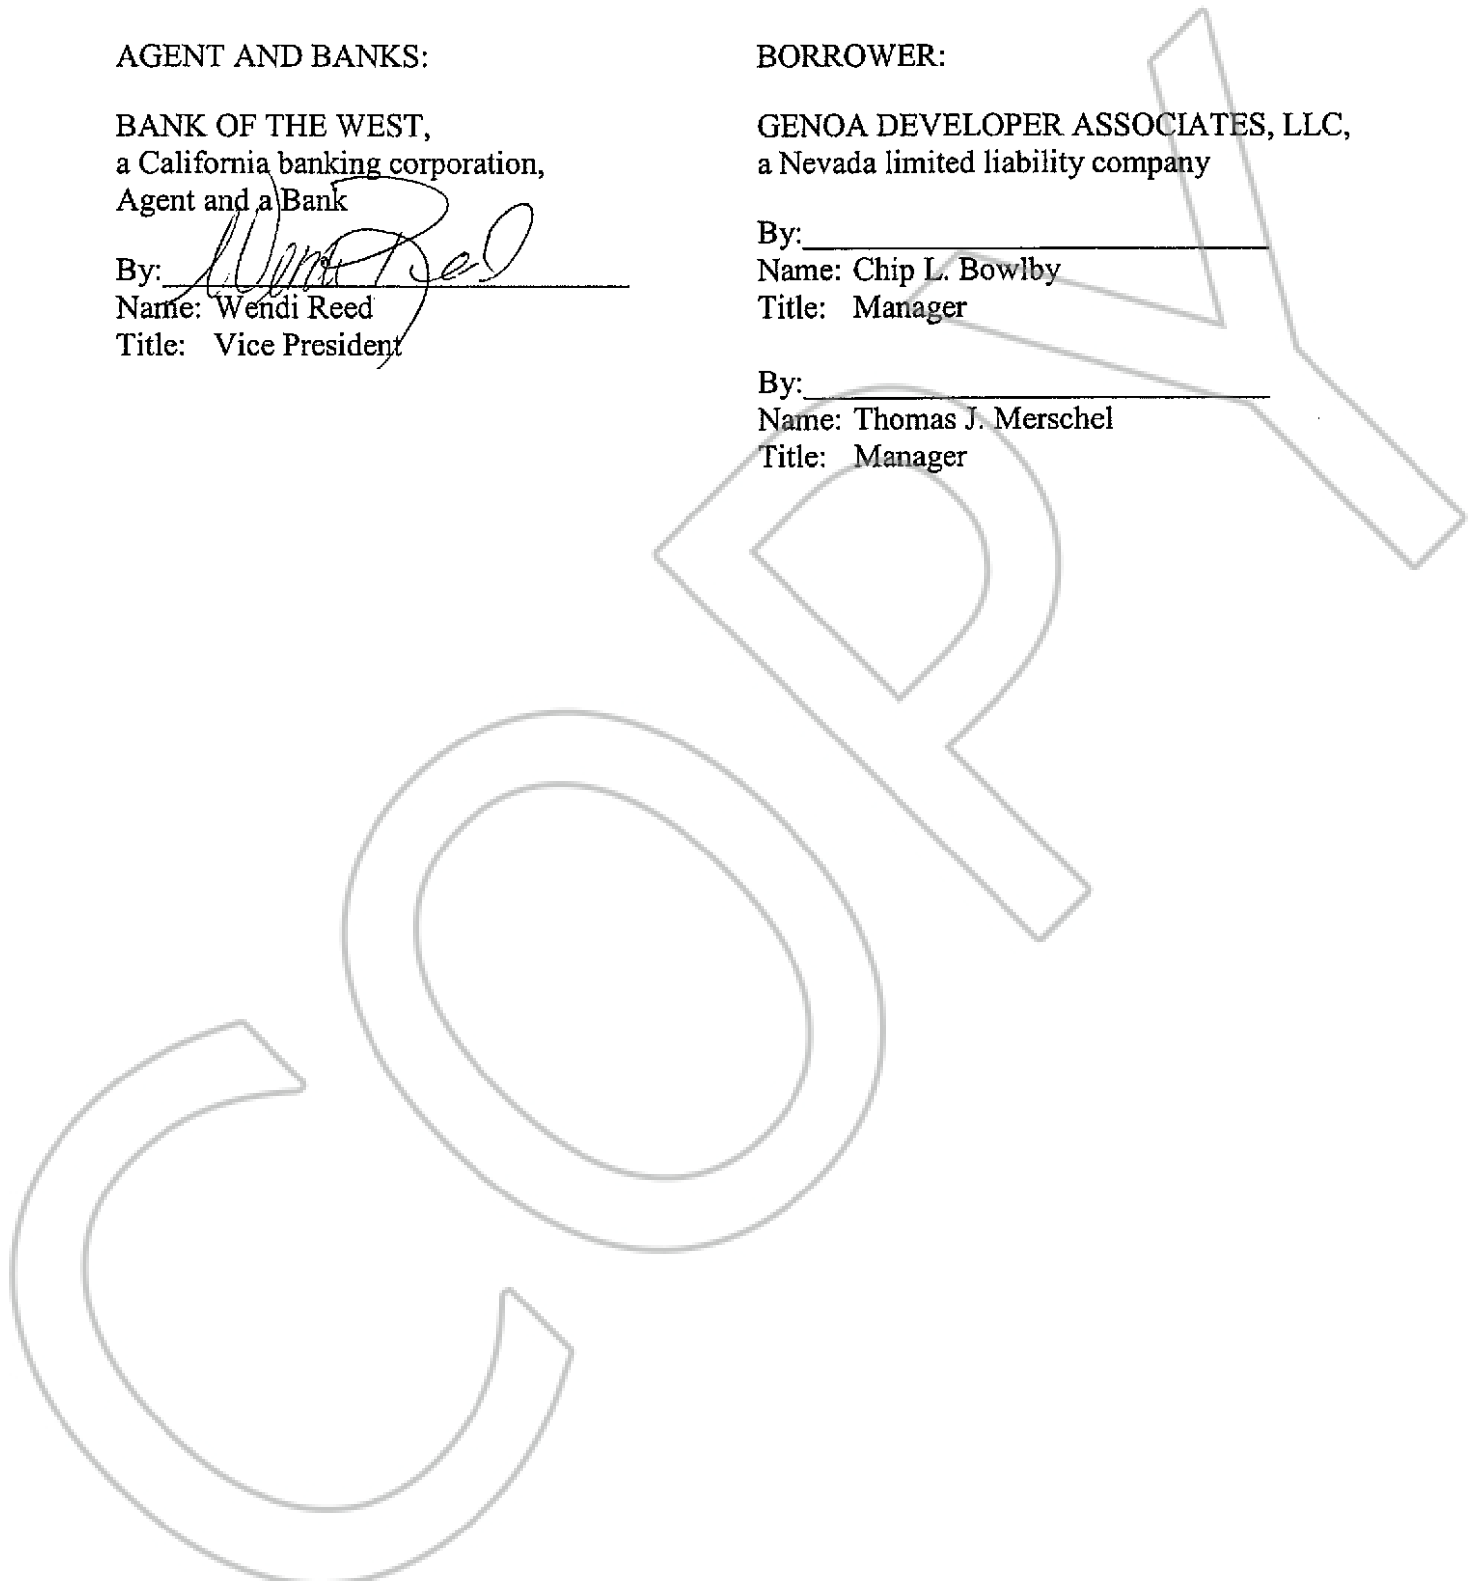 AGENT AND BANKS:
BANK OF THE WEST,
a California banking corporation,
Agent and a Bank
By: Wendi Reed
Name: Wendi Reed
Title: Vice President
BORROWER:
GENOA DEVELOPER ASSOCIATES, LLC,
a Nevada limited liability company
By:
Name: Chip L. Bowlby
Title: Manager
By:
Name: Thomas J. Merschel
Title: Manager
COPY